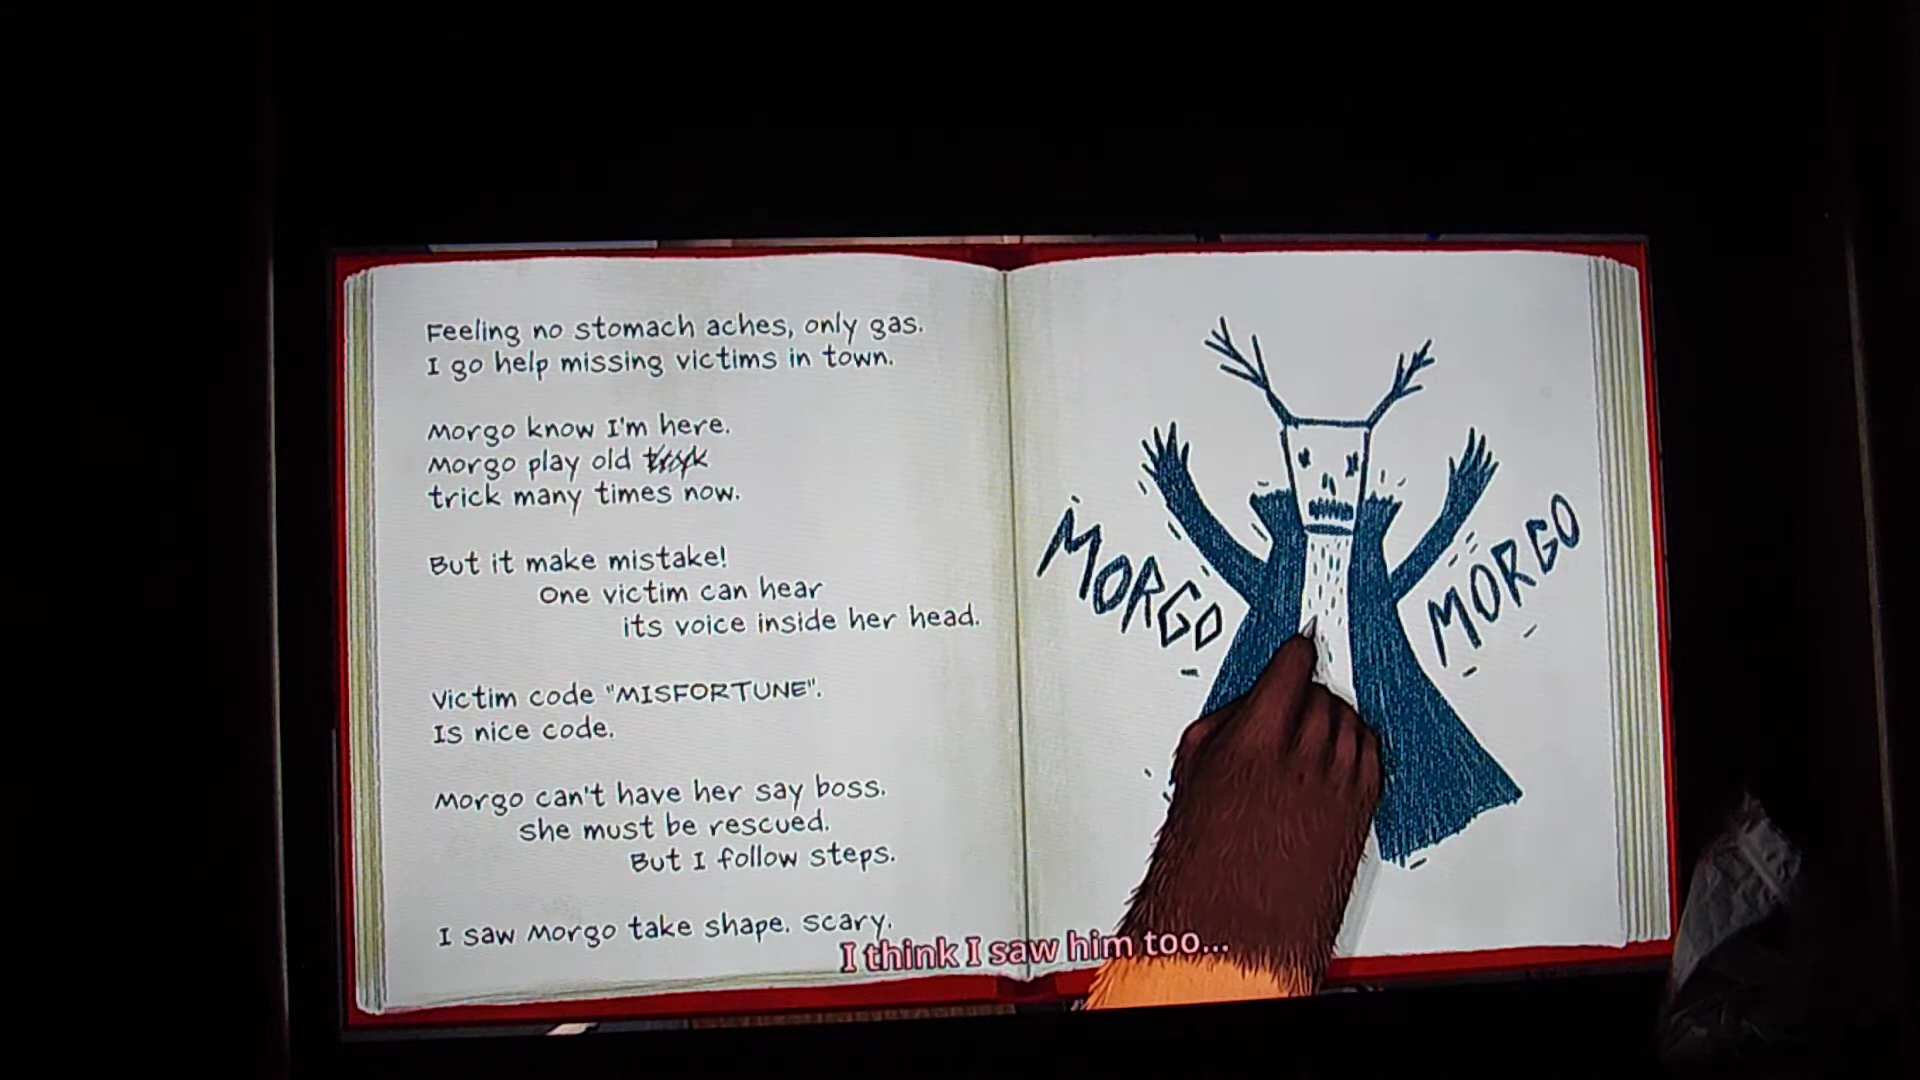 Feeling no stomach aches, only gas.
I go help missing victims in town.
Morgo know I'm here.
Morgo play old trick
trick many times now.
But it make mistake!
One victim can hear
its voice inside her head.
Victim code "MISFORTUNE".
Is nice code.
Morgo can't have her say boss.
She must be rescued.
But I follow steps.
I saw Morgo take shape. Scary.
MORGO
MORGO
I think I saw him too...